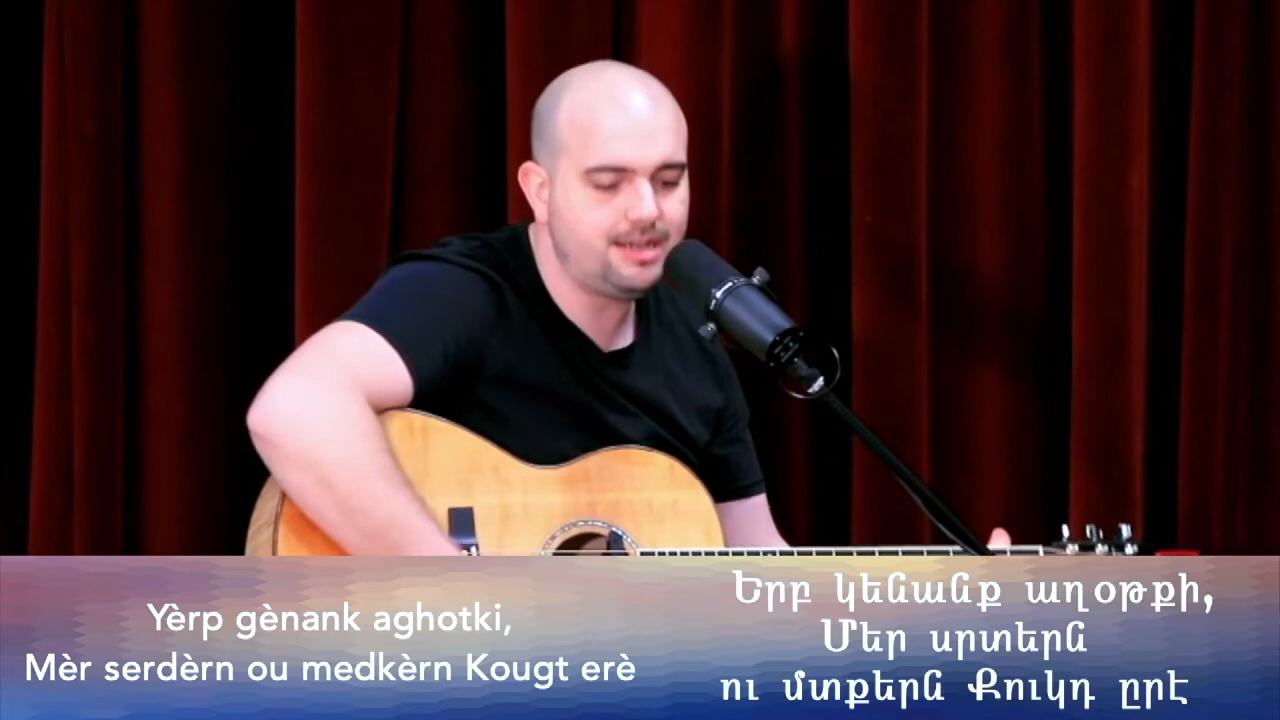 Yèrp gènank aghotki,
Mèr serdèrn ou medkèrn Kougt erè
Երբ կենանք աղօթքի,
Մեր սրտերն
ու մտքերն Քուկդ ըրէ